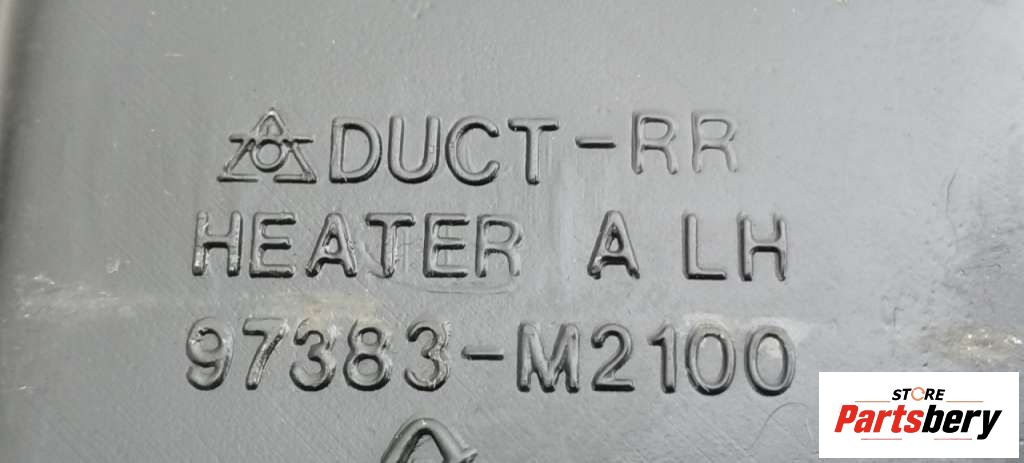 DUCT-RR
HEATER A LH
97383-M2100
STORE
Partsbery